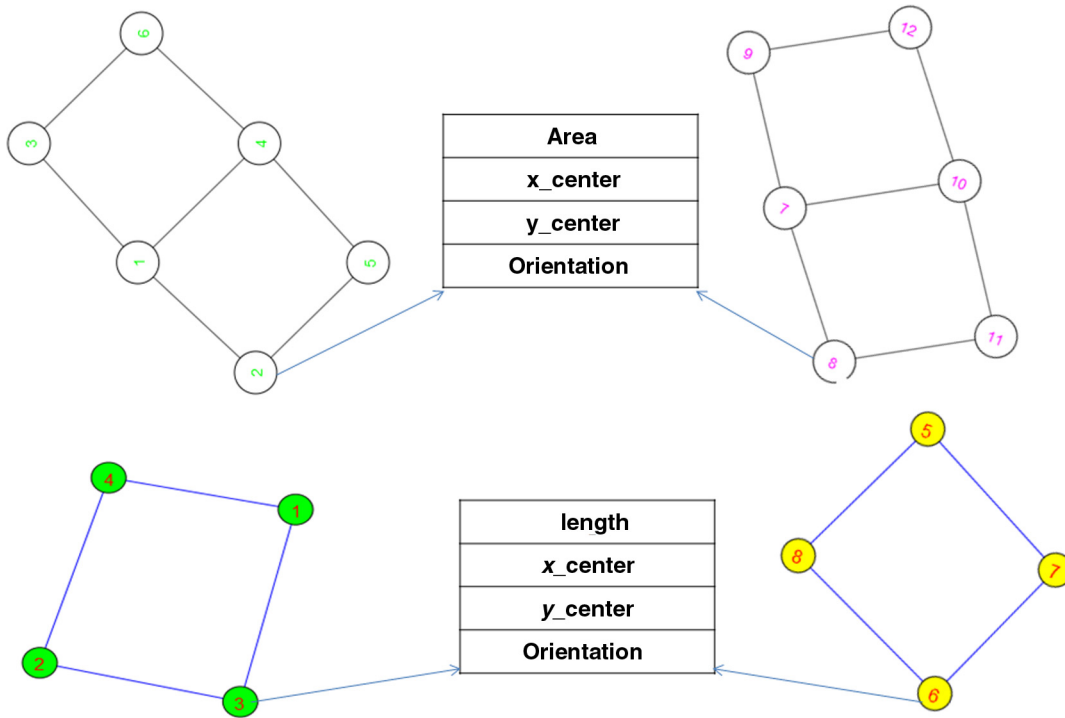 6
3
4
1
5
2
Area
x_center
y_center
Orientation
9
12
7
10
8
11
4
1
2
3
length
x_center
y_center
Orientation
5
8
7
6